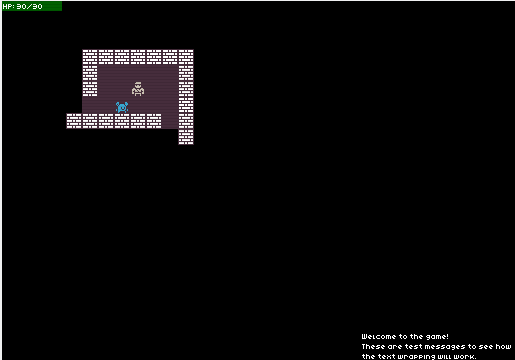 HP: 30/30
Welcome to the game!
These are test messages to see how
the text wrapping will work.